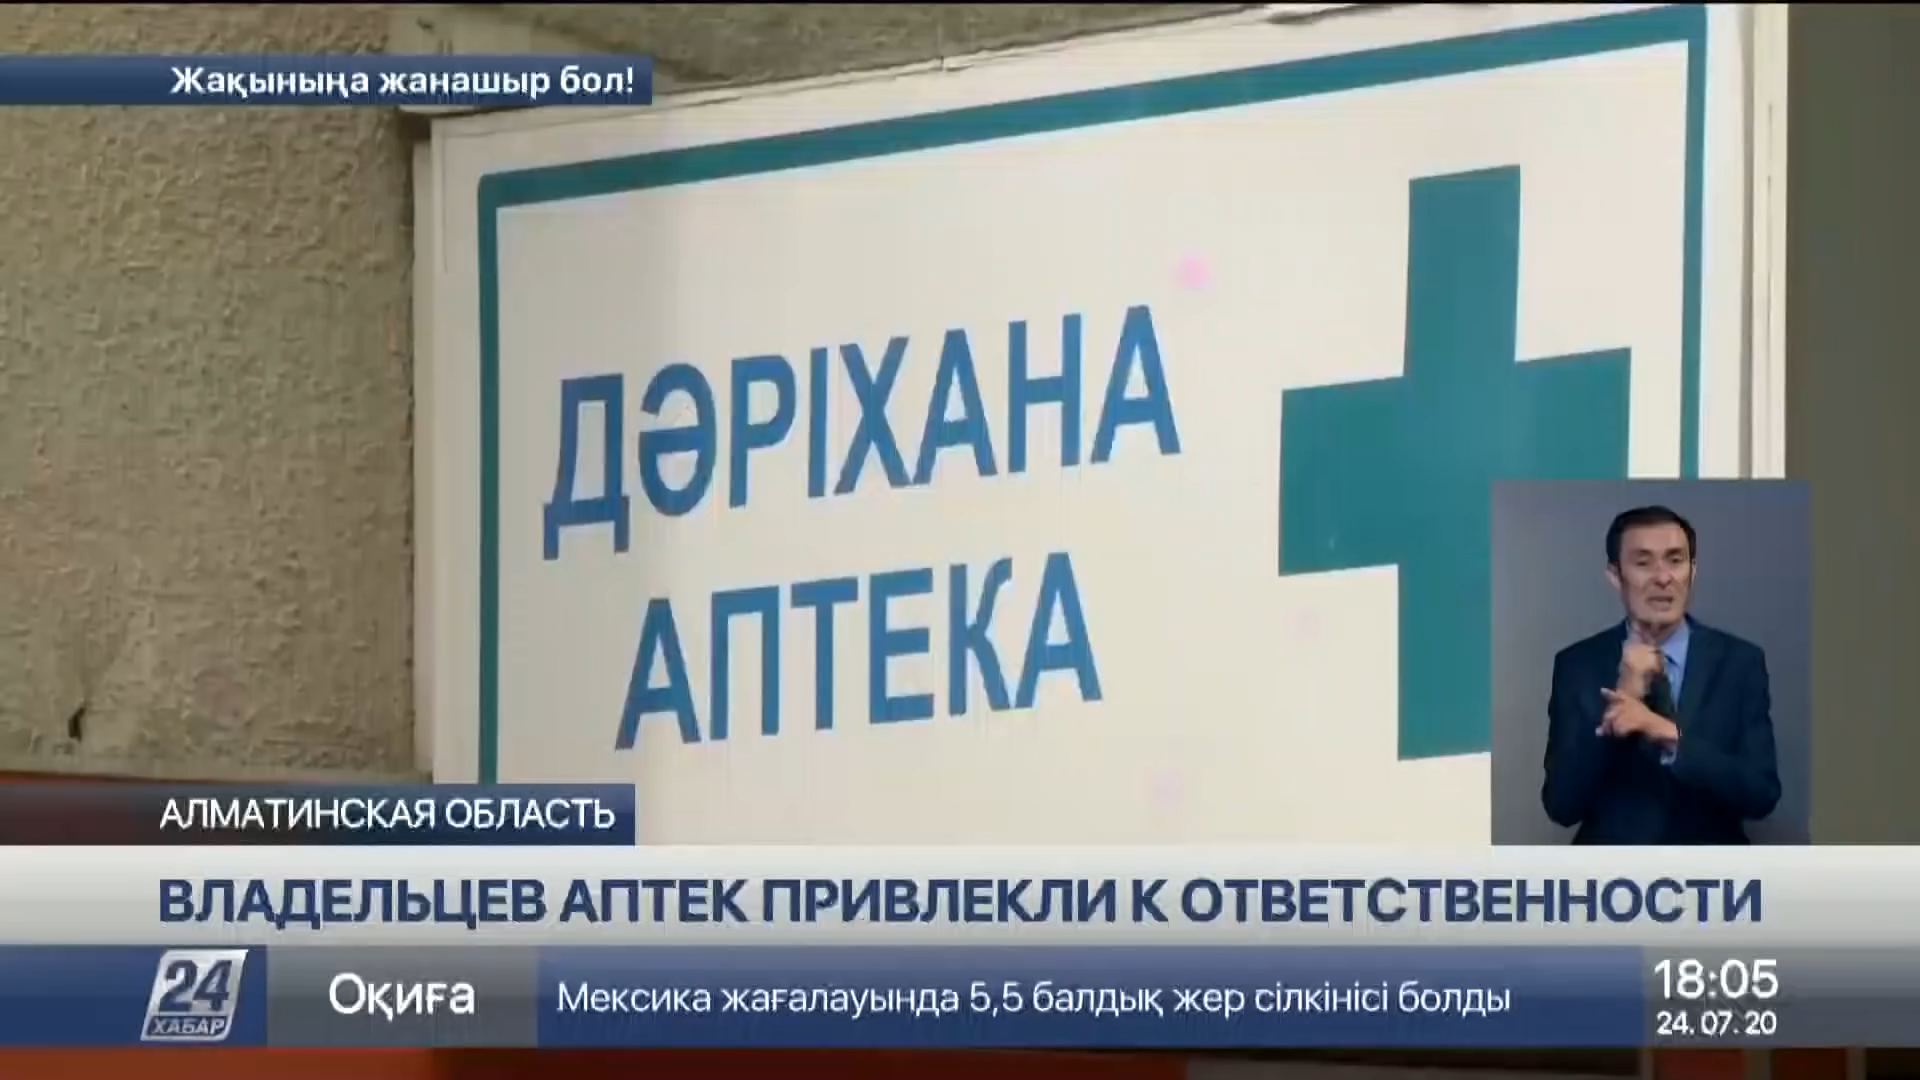 Жақыныңа жанашыр бол!
ДӘРІХАНА
АПТЕКА
АЛМАТИНСКАЯ ОБЛАСТЬ
ВЛАДЕЛЬЦЕВ АПТЕК ПРИВЛЕКЛИ К ОТВЕТСТВЕННОСТИ
24
ХАБАР
Оқиға
Мексика жағалауында 5,5 балдық жер сілкінісі болды
18:05
24.07.20